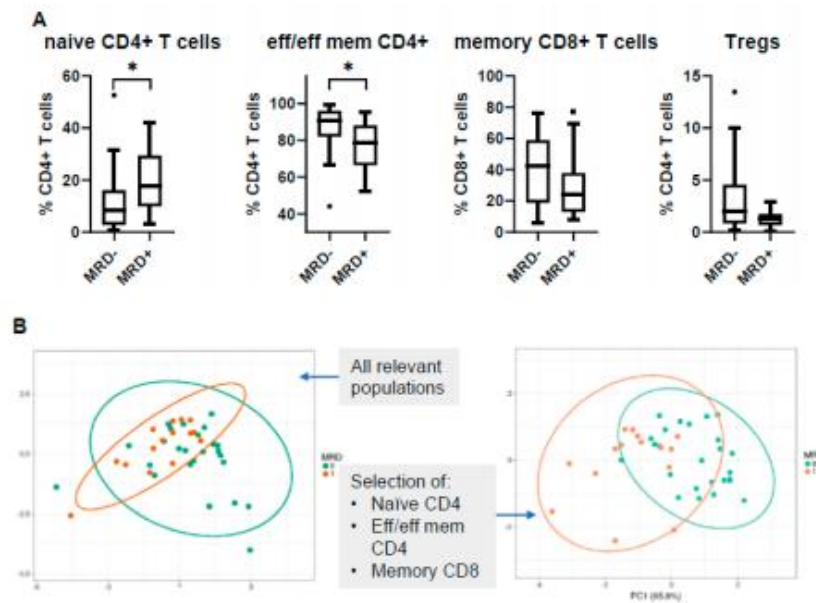 A
naive CD4+ T cells
eff/eff mem CD4+
memory CD8+ T cells
Tregs
*
*
% CD4+ T cells
60
40
20
0
MRD-
MRD+
% CD4+ T cells
100
80
60
40
MRD-
MRD+
% CD8+ T cells
100
80
60
40
20
0
MRD-
MRD+
% CD4+ T cells
15
10
5
0
MRD-
MRD+
B
All relevant
populations
MRD
Selection of:
• Naïve CD4
• Eff/eff mem
CD4
• Memory CD8